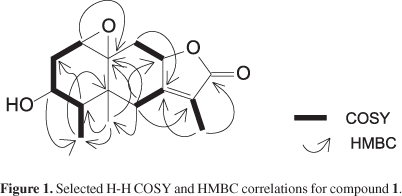 O
O
O
HO
COSY
HMBC
Figure 1. Selected H-H COSY and HMBC correlations for compound 1.